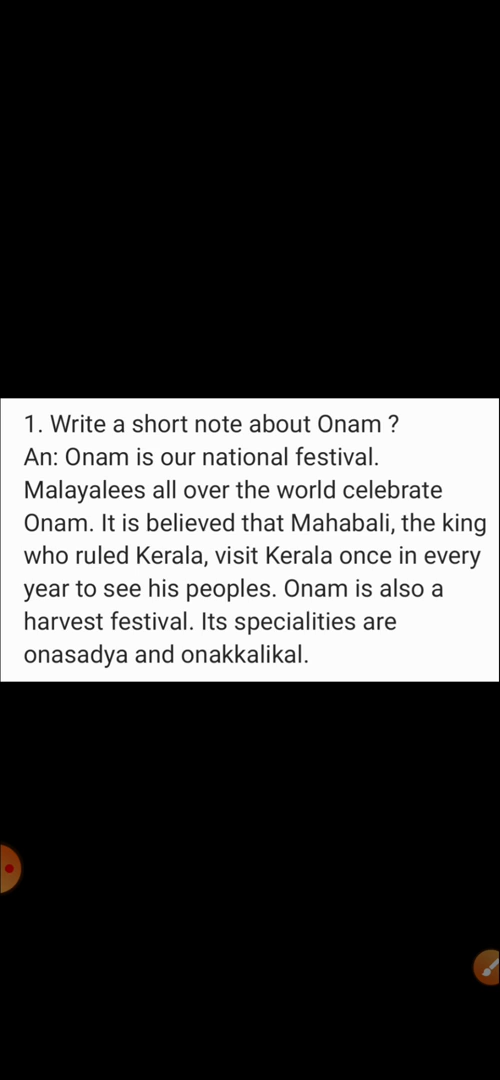 1. Write a short note about Onam ?
An: Onam is our national festival.
Malayalees all over the world celebrate
Onam. It is believed that Mahabali, the king
who ruled Kerala, visit Kerala once in every
year to see his peoples. Onam is also a
harvest festival. Its specialities are
onasadya and onakkalikal.